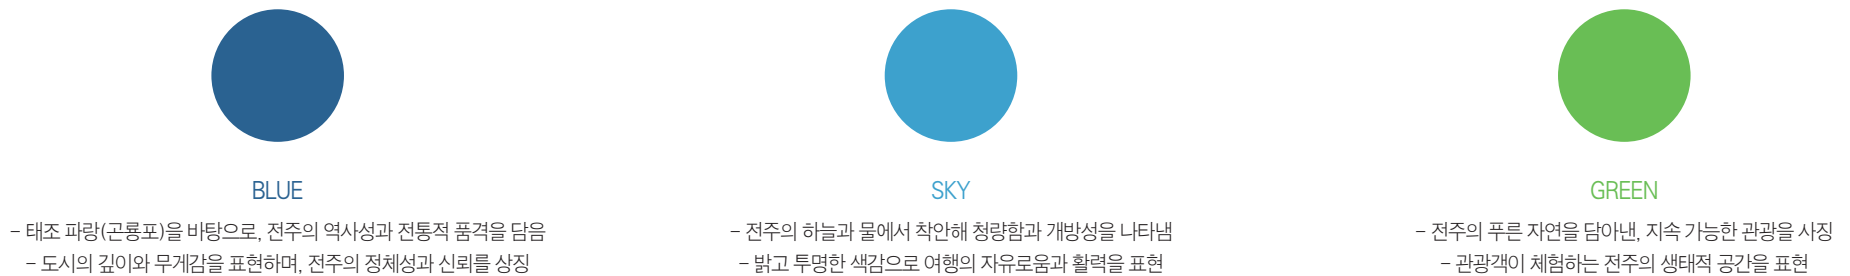 BLUE
- 태조 파랑(곤룡포)을 바탕으로, 전주의 역사성과 전통적 품격을 담음
- 도시의 깊이와 무게감을 표현하며, 전주의 정체성과 신뢰를 상징
SKY
- 전주의 하늘과 물에서 착안해 청량함과 개방성을 나타냄
- 밝고 투명한 색감으로 여행의 자유로움과 활력을 표현
GREEN
- 전주의 푸른 자연을 담아낸, 지속 가능한 관광을 사징
- 관광객이 체험하는 전주의 생태적 공간을 표현